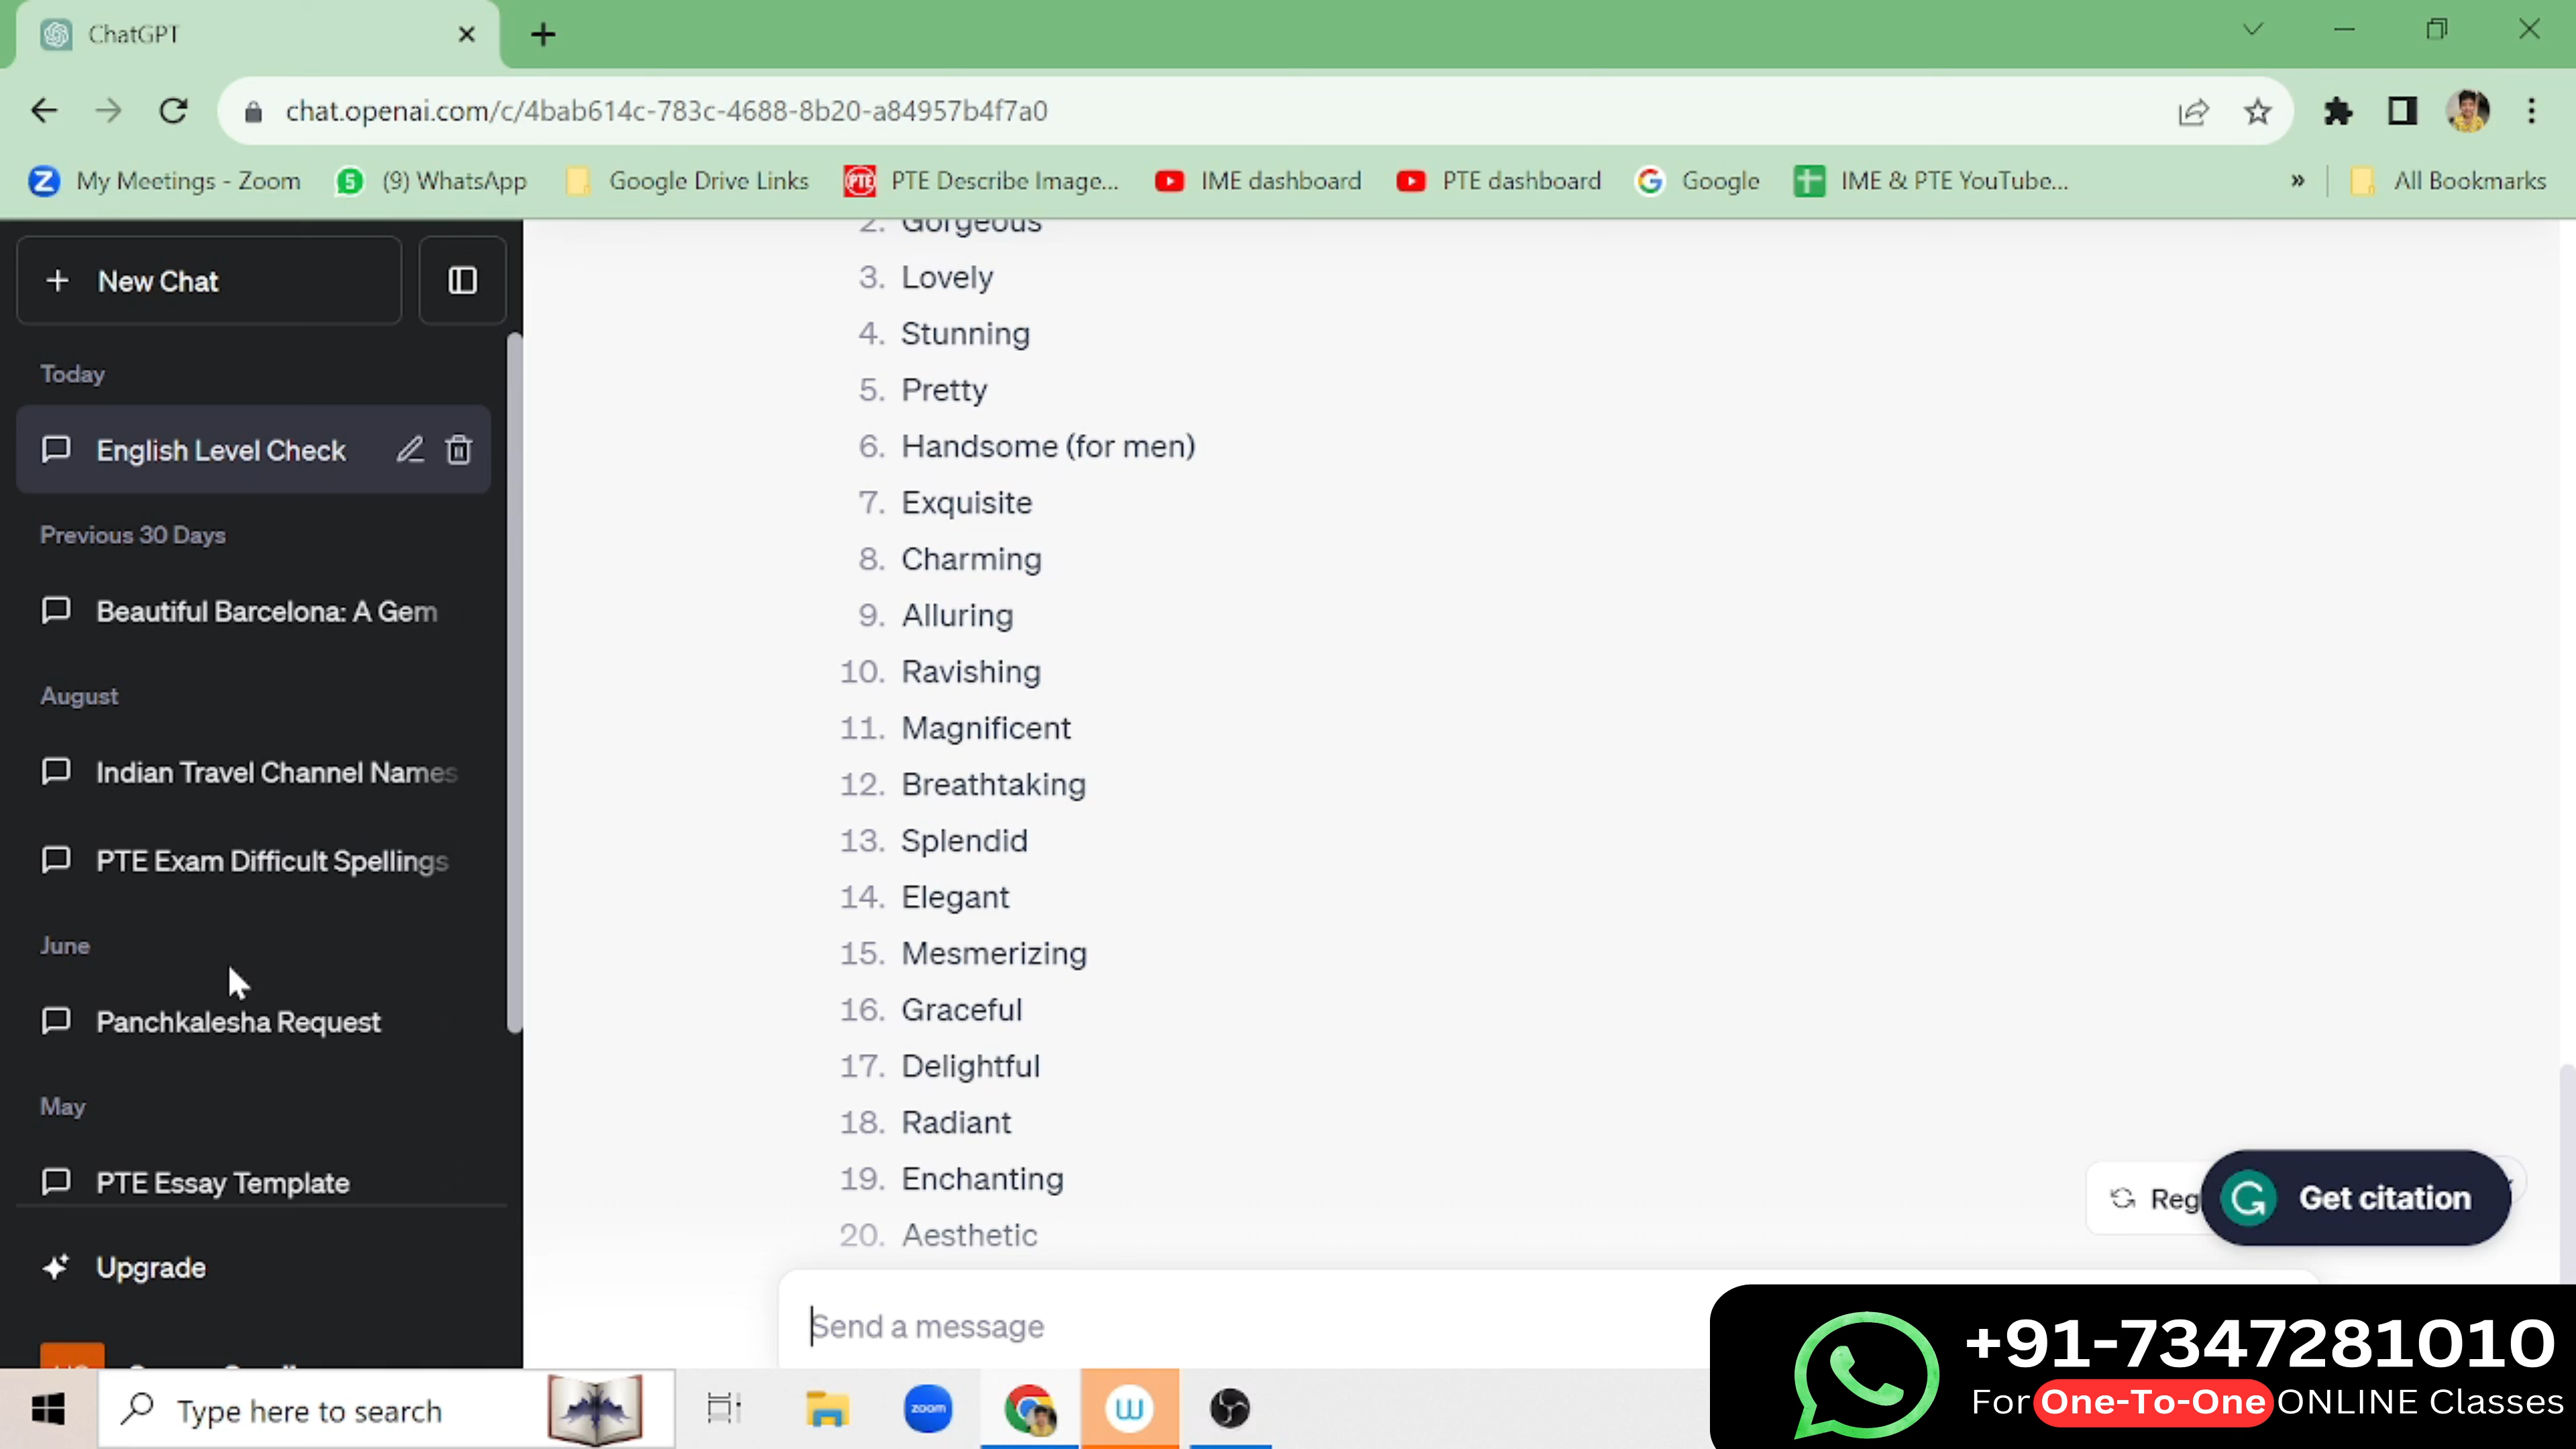 ChatGPT
chat.openai.com/c/4bab614c-783c-4688-8b20-a84957b4f7a0
My Meetings - Zoom
(9) WhatsApp
Google Drive Links
PTE Describe Image...
IME dashboard
PTE dashboard
Google
IME & PTE YouTube...
»
All Bookmarks
New Chat
Today
English Level Check
Previous 30 Days
Beautiful Barcelona: A Gem
August
Indian Travel Channel Names
PTE Exam Difficult Spellings
June
Panchkalesha Request
May
PTE Essay Template
Upgrade
2. Gorgeous
3. Lovely
4. Stunning
5. Pretty
6. Handsome (for men)
7. Exquisite
8. Charming
9. Alluring
10. Ravishing
11. Magnificent
12. Breathtaking
13. Splendid
14. Elegant
15. Mesmerizing
16. Graceful
17. Delightful
18. Radiant
19. Enchanting
20. Aesthetic
Reg
Get citation
Send a message
Type here to search
zoom
+91-7347281010
For One-To-One ONLINE Classes